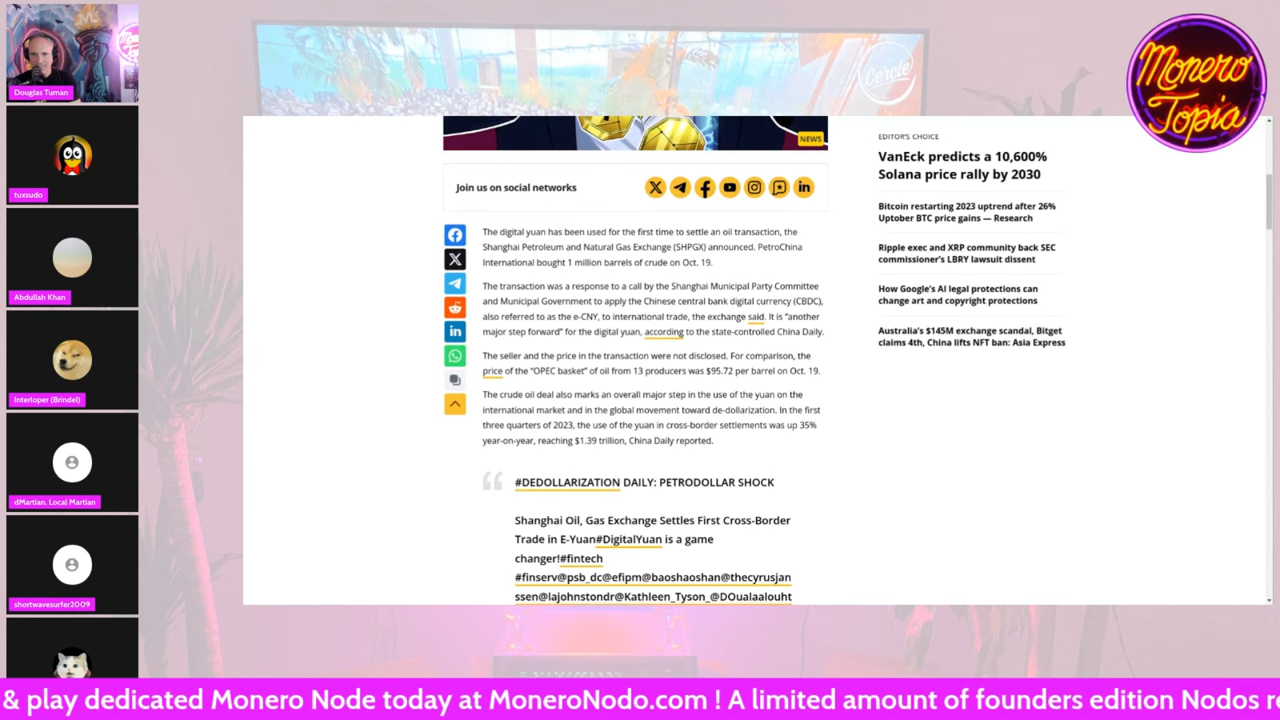 Douglas Tuman
tuxsudo
Abdullah Khan
Interloper (Brindel)
dMartian. Local Martian
shortwavesurfer2009
Cercle
Monero
Topia
NEWS
Join us on social networks
The digital yuan has been used for the first time to settle an oil transaction, the
Shanghai Petroleum and Natural Gas Exchange (SHPGX) announced. PetroChina
International bought 1 million barrels of crude on Oct. 19.
The transaction was a response to a call by the Shanghai Municipal Party Committee
and Municipal Government to apply the Chinese central bank digital currency (CBDC),
also referred to as the e-CNY, to international trade, the exchange said. It is “another
major step forward” for the digital yuan, according to the state-controlled China Daily.
The seller and the price in the transaction were not disclosed. For comparison, the
price of the “OPEC basket” of oil from 13 producers was $95.72 per barrel on Oct. 19.
The crude oil deal also marks an overall major step in the use of the yuan on the
international market and in the global movement toward de-dollarization. In the first
three quarters of 2023, the use of the yuan in cross-border settlements was up 35%
year-on-year, reaching $1.39 trillion, China Daily reported.
#DEDOLLARIZATION DAILY: PETRODOLLAR SHOCK
Shanghai Oil, Gas Exchange Settles First Cross-Border
Trade in E-Yuan#DigitalYuan is a game
changer!#fintech
#finserv@psb_dc@efipm@baoshaoshan@thecyrusjan
ssen@lajohnstondr@Kathleen_Tyson_@DOualaalouht
EDITOR'S CHOICE
VanEck predicts a 10,600%
Solana price rally by 2030
Bitcoin restarting 2023 uptrend after 26%
Uptober BTC price gains — Research
Ripple exec and XRP community back SEC
commissioner’s LBRY lawsuit dissent
How Google’s AI legal protections can
change art and copyright protections
Australia’s $145M exchange scandal, Bitget
claims 4th, China lifts NFT ban: Asia Express
& play dedicated Monero Node today at MoneroNodo.com ! A limited amount of founders edition Nodos